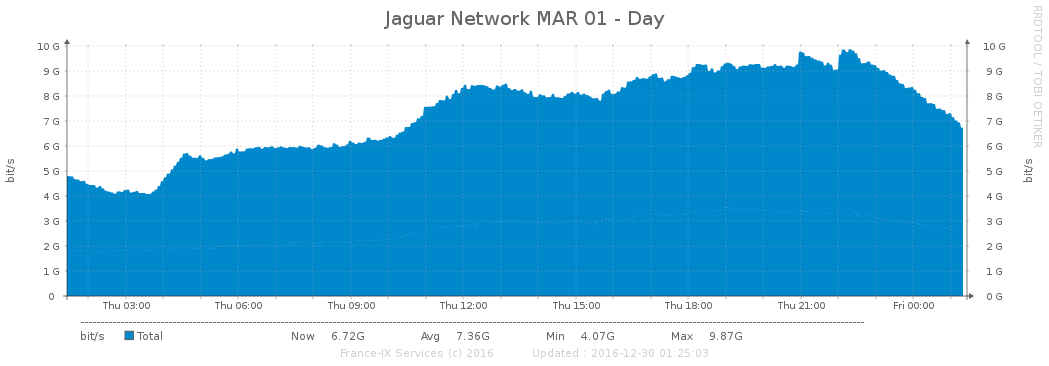 Jaguar Network MAR 01 - Day
RRDTOOL / TOBI OETIKER
10 G 10 G
9 G 9 G
8 G 8 G
7 G 7 G
6 G 6 G
5 G 5 G
4 G 4 G
3 G 3 G
2 G 2 G
1 G 1 G
0 0 G
bit/s
bit/s
Thu 03:00 Thu 06:00 Thu 09:00 Thu 12:00 Thu 15:00 Thu 18:00 Thu 21:00 Fri 00:00
bit/s Total Now 6.72G Avg 7.36G Min 4.07G Max 9.87G
France-IX Services (c) 2016 Updated : 2016-12-30 01:25:03